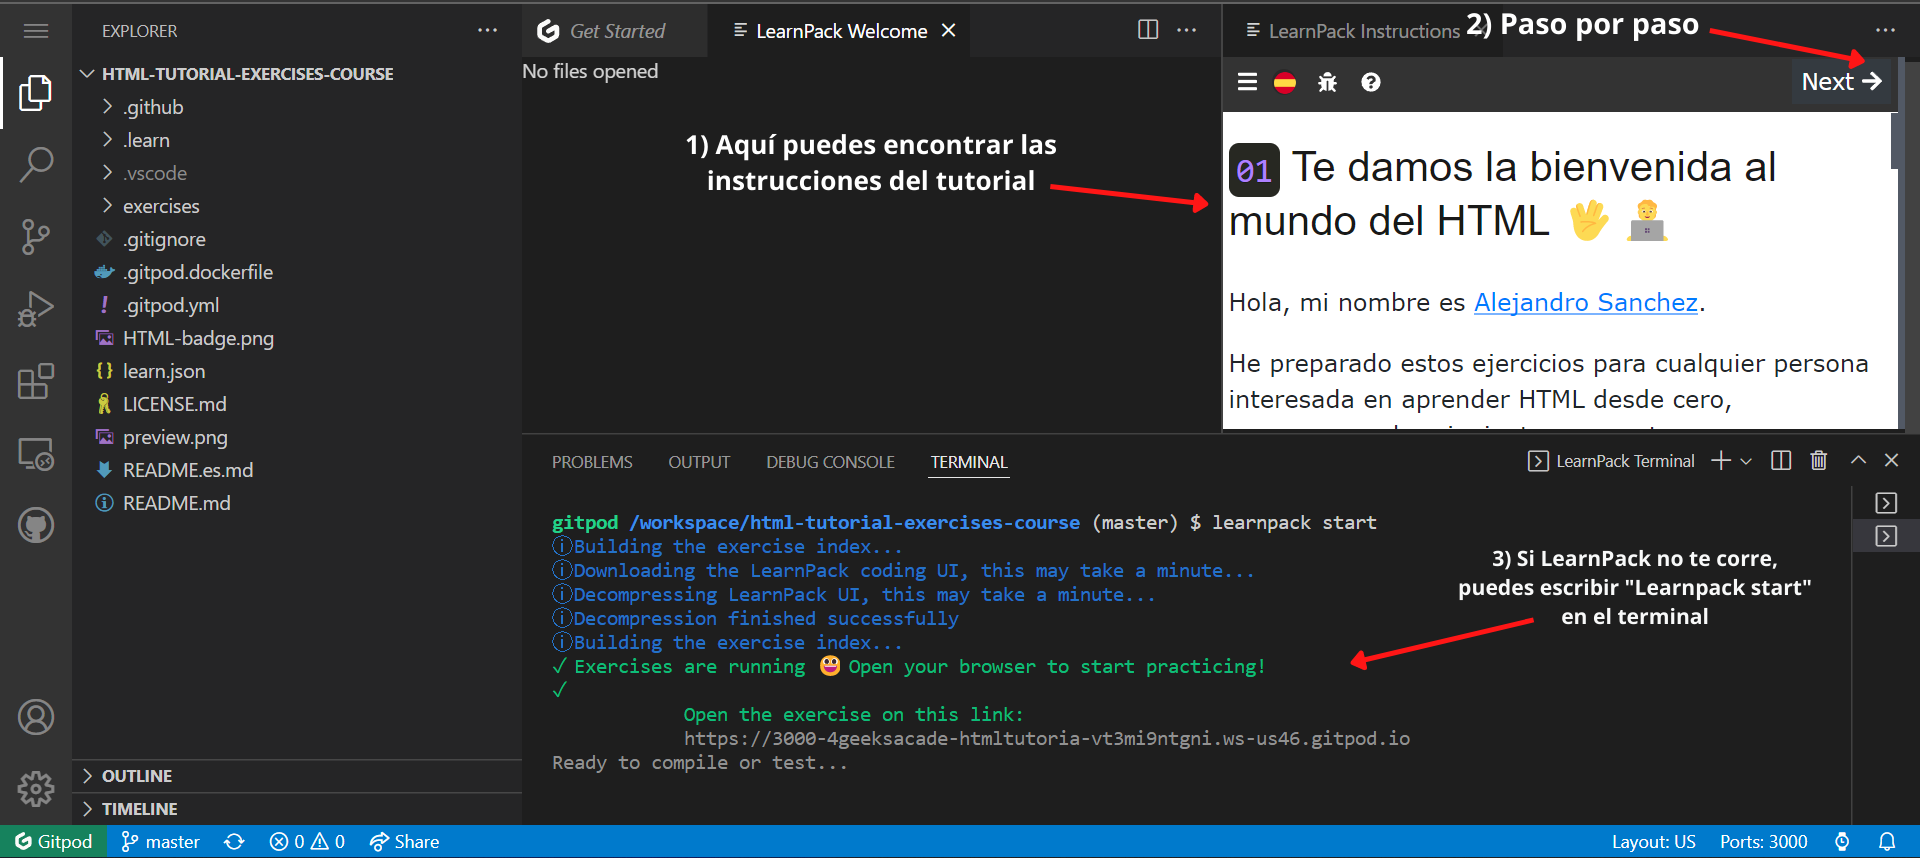 EXPLORER
HTML-TUTORIAL-EXERCISES-COURSE
.github
.learn
.vscode
exercises
.gitignore
.gitpod.dockerfile
.gitpod.yml
HTML-badge.png
learn.json
LICENSE.md
preview.png
README.es.md
README.md
OUTLINE
TIMELINE
Get Started
LearnPack Welcome
No files opened
1) Aquí puedes encontrar las
instrucciones del tutorial
LearnPack Instructions
2) Paso por paso
Next
01 Te damos la bienvenida al
mundo del HTML
Hola, mi nombre es Alejandro Sanchez.
He preparado estos ejercicios para cualquier persona
interesada en aprender HTML desde cero,
PROBLEMS
OUTPUT
DEBUG CONSOLE
TERMINAL
LearnPack Terminal
gitpod /workspace/html-tutorial-exercises-course (master) $ learnpack start
Building the exercise index...
Downloading the LearnPack coding UI, this may take a minute...
Decompressing LearnPack UI, this may take a minute...
Decompression finished successfully
Building the exercise index...
✓ Exercises are running 😃 Open your browser to start practicing!
✓
Open the exercise on this link:
https://3000-4geeksacade-htmltutoria-vt3mi9ntgni.ws-us46.gitpod.io
Ready to compile or test...
3) Si LearnPack no te corre,
puedes escribir "Learnpack start"
en el terminal
Gitpod
master
0
0
Share
Layout: US
Ports: 3000